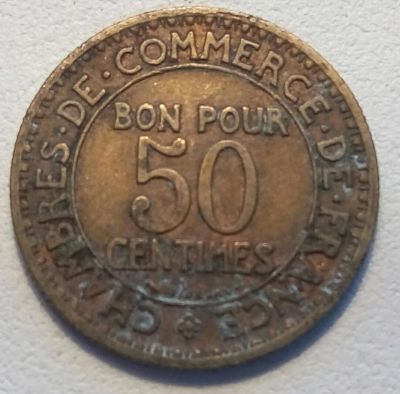 CHAMBRES·DE·COMMERCE·DE·FRANCE
BON POUR
50
CENTIMES